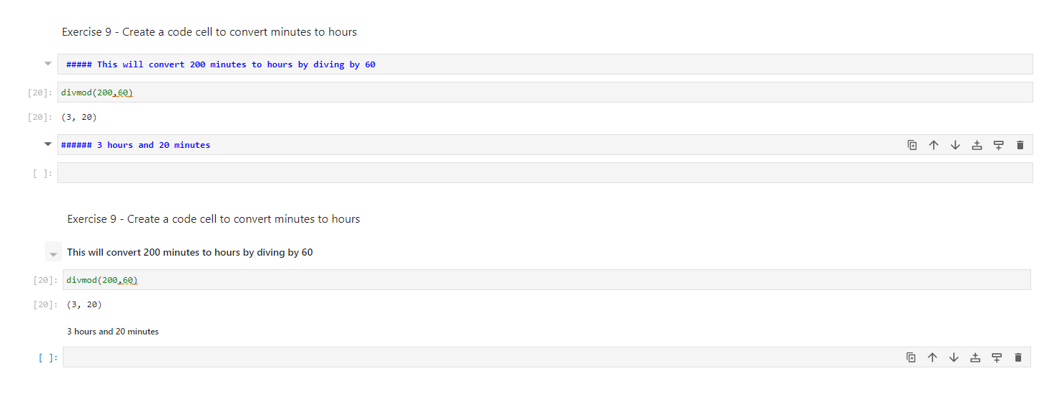 Exercise 9 - Create a code cell to convert minutes to hours
##### This will convert 200 minutes to hours by diving by 60
[20]: divmod(200,60)
[20]: (3, 20)
###### 3 hours and 20 minutes
[ ]:
Exercise 9 - Create a code cell to convert minutes to hours
This will convert 200 minutes to hours by diving by 60
[20]: divmod(200,60)
[20]: (3, 20)
3 hours and 20 minutes
[ ]: